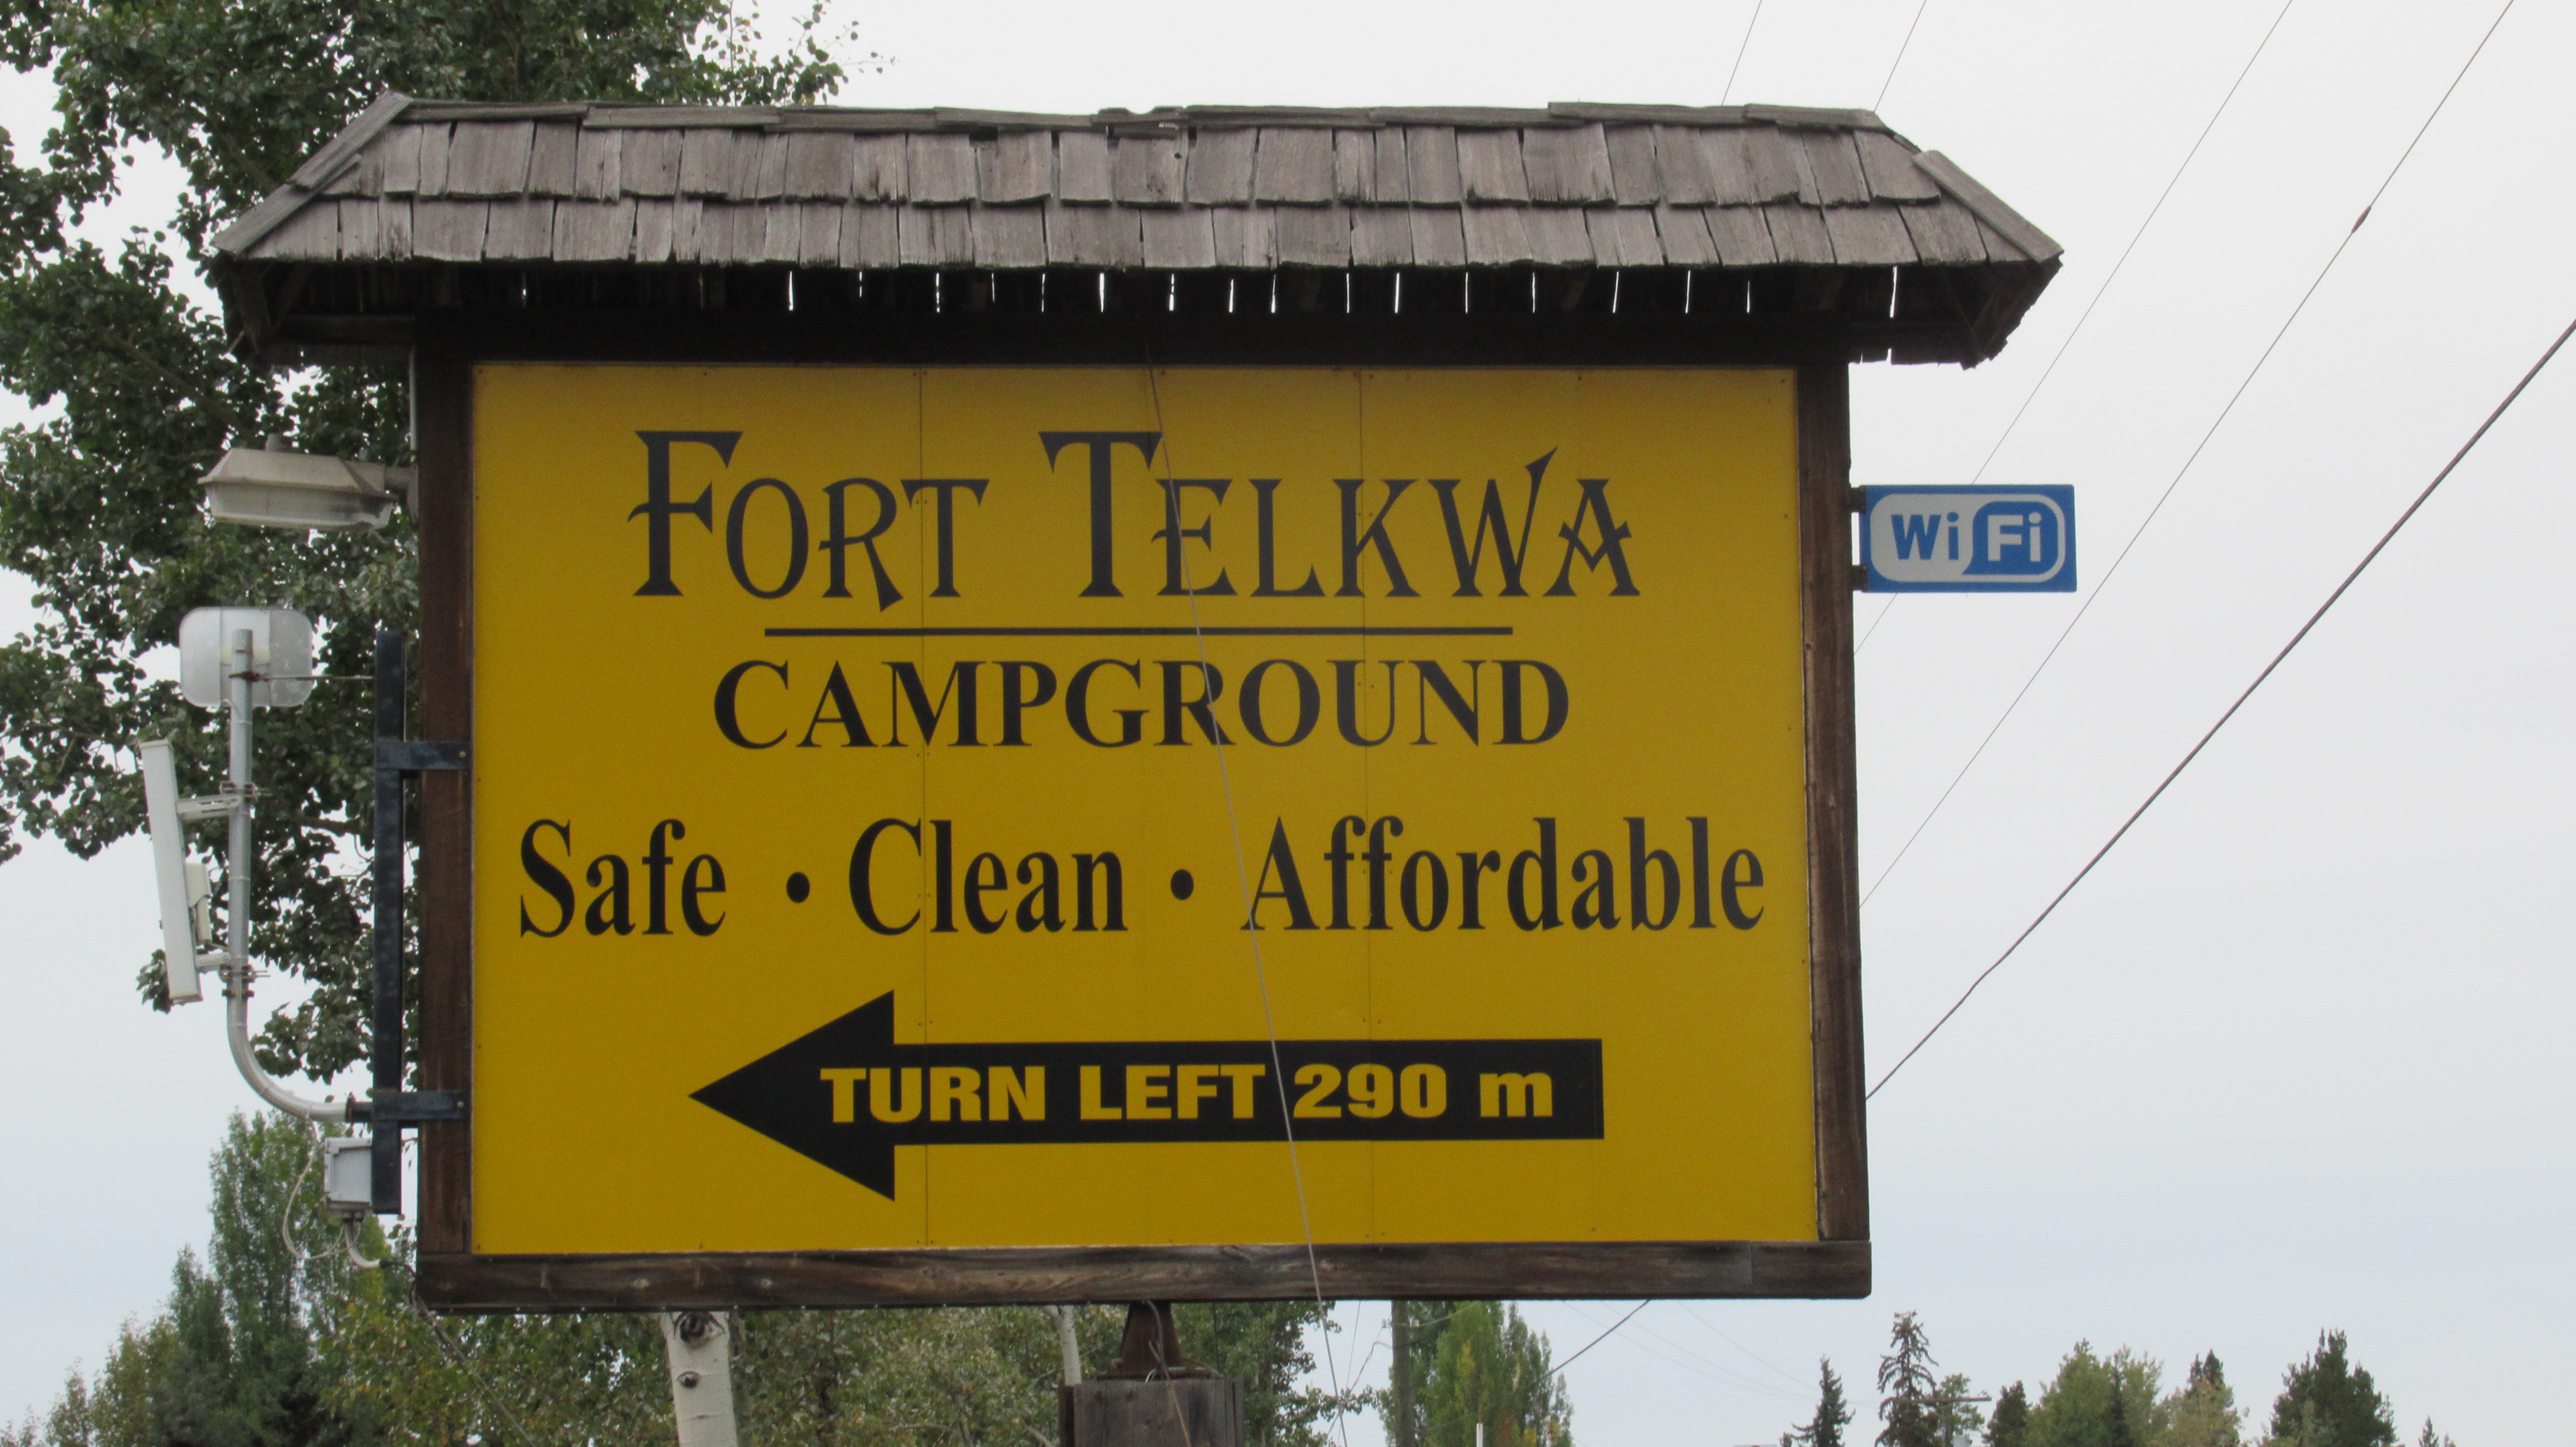 FORT TELKWA
CAMPGROUND
Safe • Clean • Affordable
TURN LEFT 290 m
WiFi